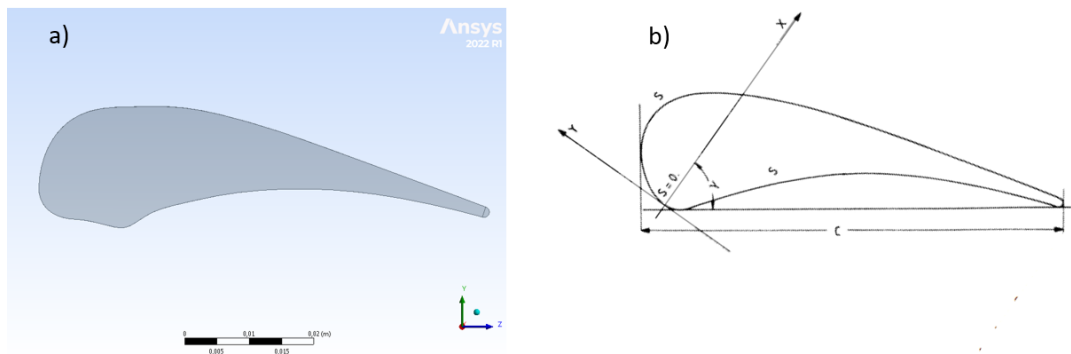 a)
Ansys
2022 R1
0
0.01
0.02 (m)
0.005
0.015
Y
Z
b)
X
S
Y
S
S=0.
γ
C